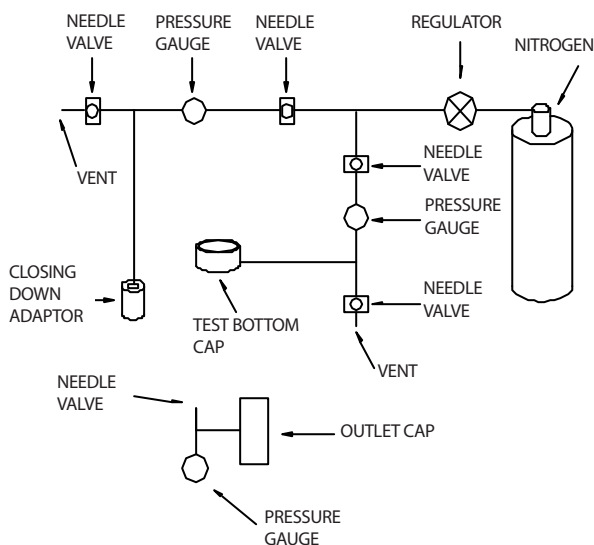 NEEDLE
VALVE
PRESSURE
GAUGE
NEEDLE
VALVE
REGULATOR
NITROGEN
VENT
NEEDLE
VALVE
PRESSURE
GAUGE
CLOSING
DOWN
ADAPTOR
TEST BOTTOM
CAP
NEEDLE
VALVE
VENT
NEEDLE
VALVE
OUTLET CAP
PRESSURE
GAUGE